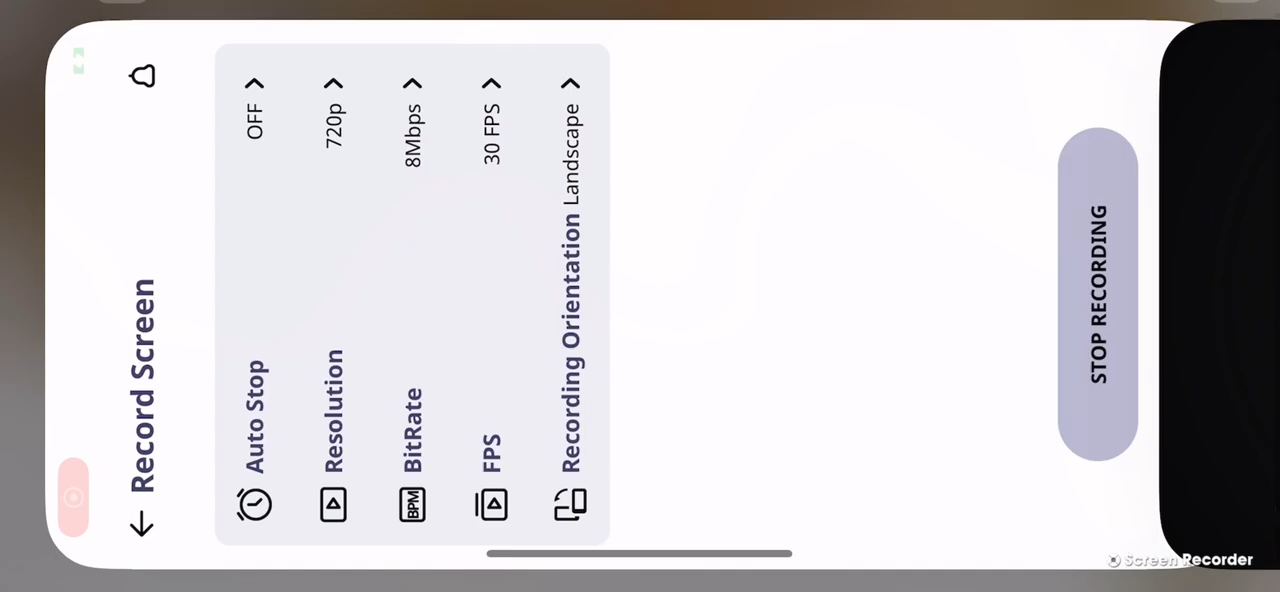 Record Screen
Auto Stop OFF
Resolution 720p
BPM BitRate 8Mbps
FPS 30 FPS
Recording Orientation Landscape
STOP RECORDING
Screen Recorder